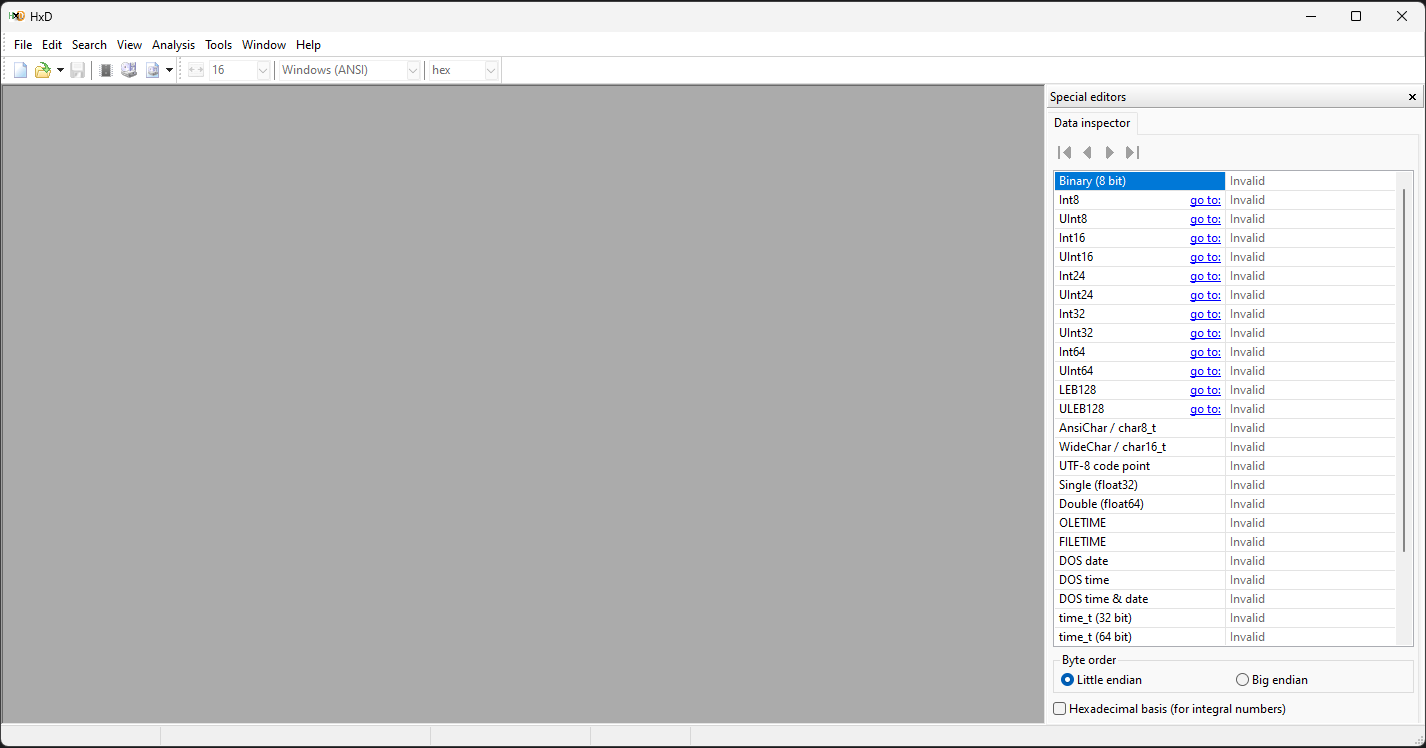 HxD
File Edit Search View Analysis Tools Window Help
16 Windows (ANSI) hex
Special editors
Data inspector
Binary (8 bit) Invalid
Int8 go to: Invalid
UInt8 go to: Invalid
Int16 go to: Invalid
UInt16 go to: Invalid
Int24 go to: Invalid
UInt24 go to: Invalid
Int32 go to: Invalid
UInt32 go to: Invalid
Int64 go to: Invalid
UInt64 go to: Invalid
LEB128 go to: Invalid
ULEB128 go to: Invalid
AnsiChar / char8_t Invalid
WideChar / char16_t Invalid
UTF-8 code point Invalid
Single (float32) Invalid
Double (float64) Invalid
OLETIME Invalid
FILETIME Invalid
DOS date Invalid
DOS time Invalid
DOS time & date Invalid
time_t (32 bit) Invalid
time_t (64 bit) Invalid
Byte order
Little endian Big endian
Hexadecimal basis (for integral numbers)